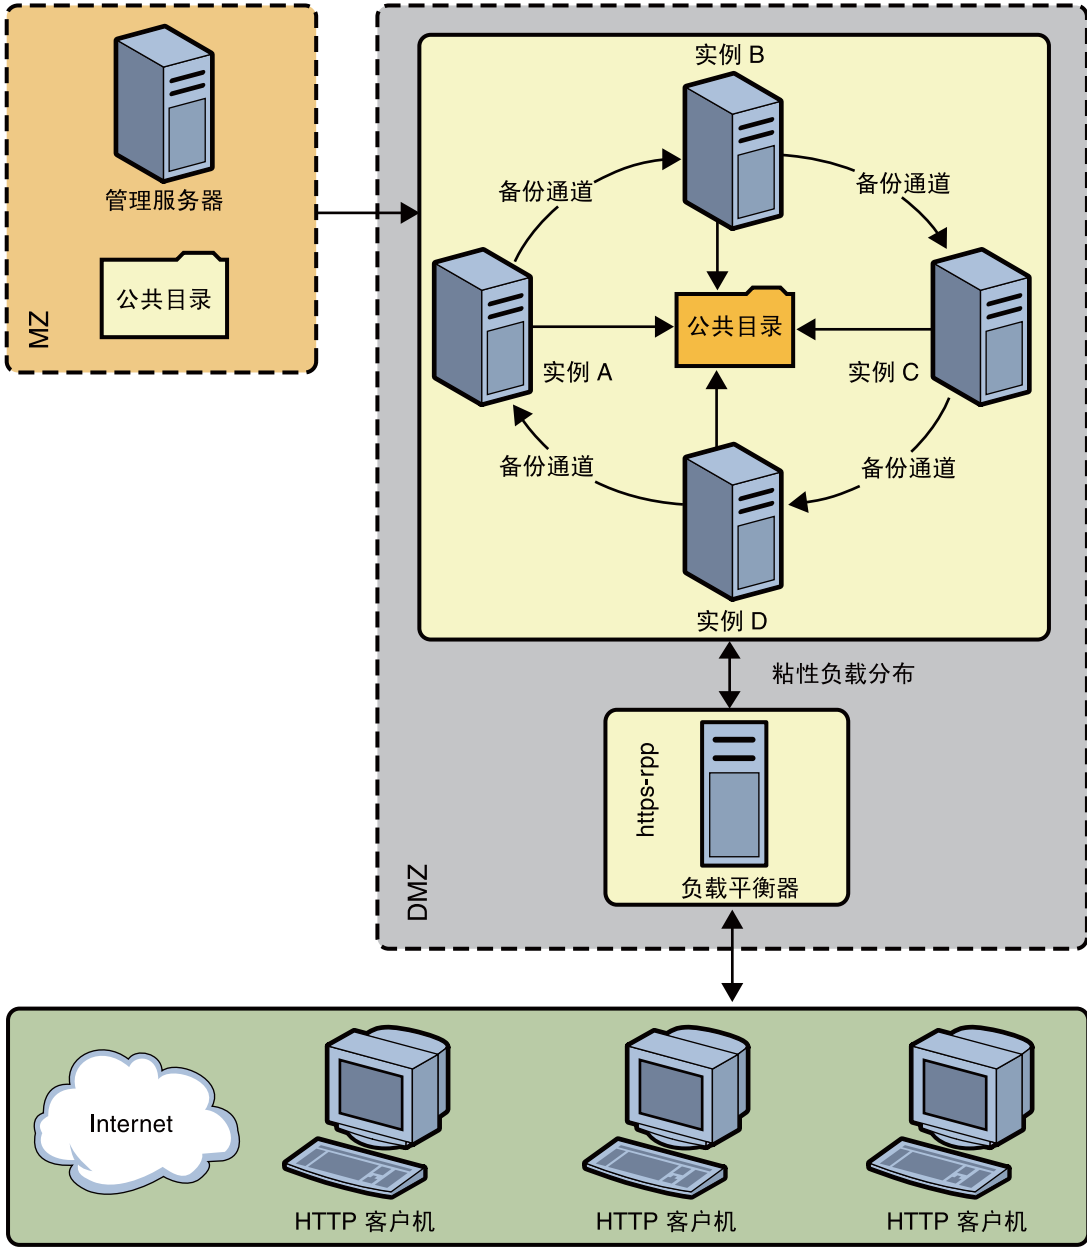 管理服务器
公共目录
MZ
实例 B
备份通道
备份通道
公共目录
实例 A
实例 C
备份通道
备份通道
实例 D
粘性负载分布
https-rpp
负载平衡器
DMZ
Internet
HTTP 客户机
HTTP 客户机
HTTP 客户机